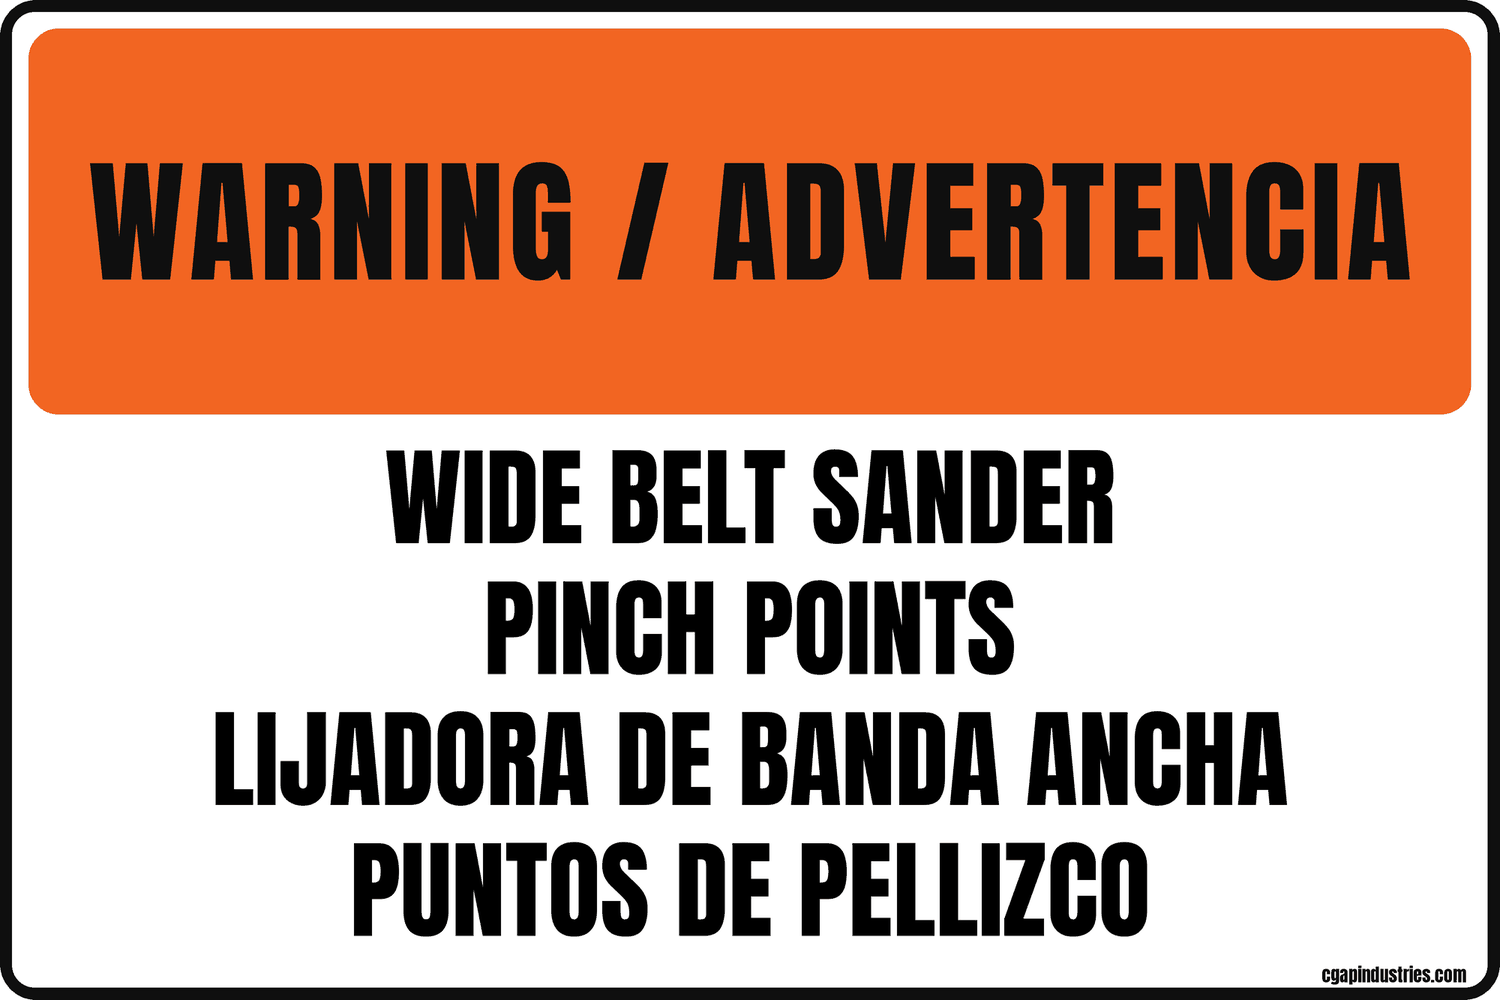 WARNING / ADVERTENCIA
WIDE BELT SANDER
PINCH POINTS
LIJADORA DE BANDA ANCHA
PUNTOS DE PELLIZCO
cgapindustries.com